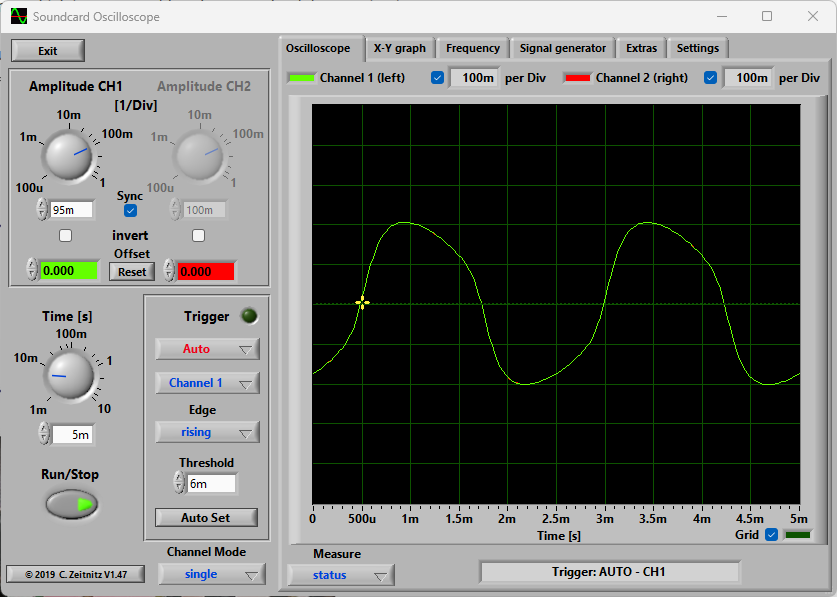 Soundcard Oscilloscope
Exit
Amplitude CH1
Amplitude CH2
[1/Div]
10m
1m
100m
100u
1
10m
1m
100m
100u
1
Sync
95m
100m
invert
Offset
0.000
Reset
0.000
Time [s]
100m
10m
1
1m
10
5m
Run/Stop
© 2019 C. Zeitnitz V1.47
Trigger
Auto
Channel 1
Edge
rising
Threshold
6m
Auto Set
Channel Mode
single
Oscilloscope X-Y graph Frequency Signal generator Extras Settings
Channel 1 (left) 100m per Div Channel 2 (right) 100m per Div
0 500u 1m 1.5m 2m 2.5m 3m 3.5m 4m 4.5m 5m
Time [s]
Grid
Measure
status
Trigger: AUTO - CH1